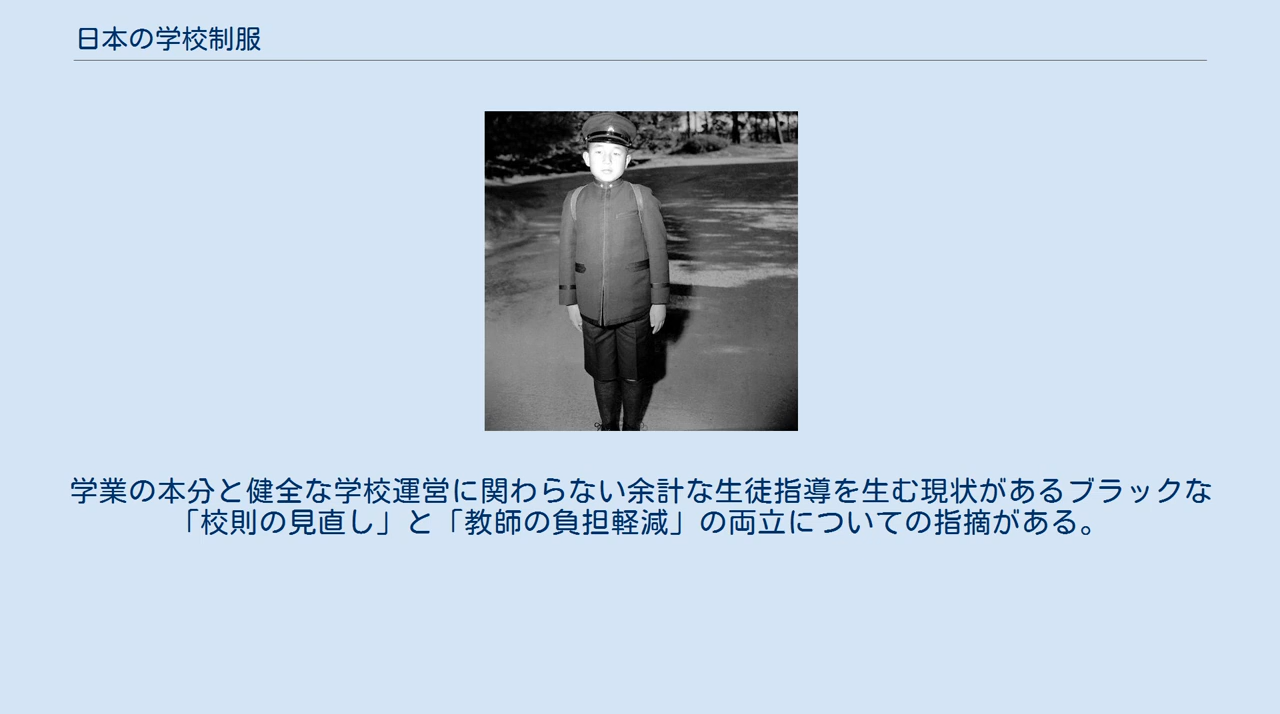 日本の学校制服
学業の本分と健全な学校運営に関わらない余計な生徒指導を生む現状があるブラックな
「校則の見直し」と「教師の負担軽減」の両立についての指摘がある。